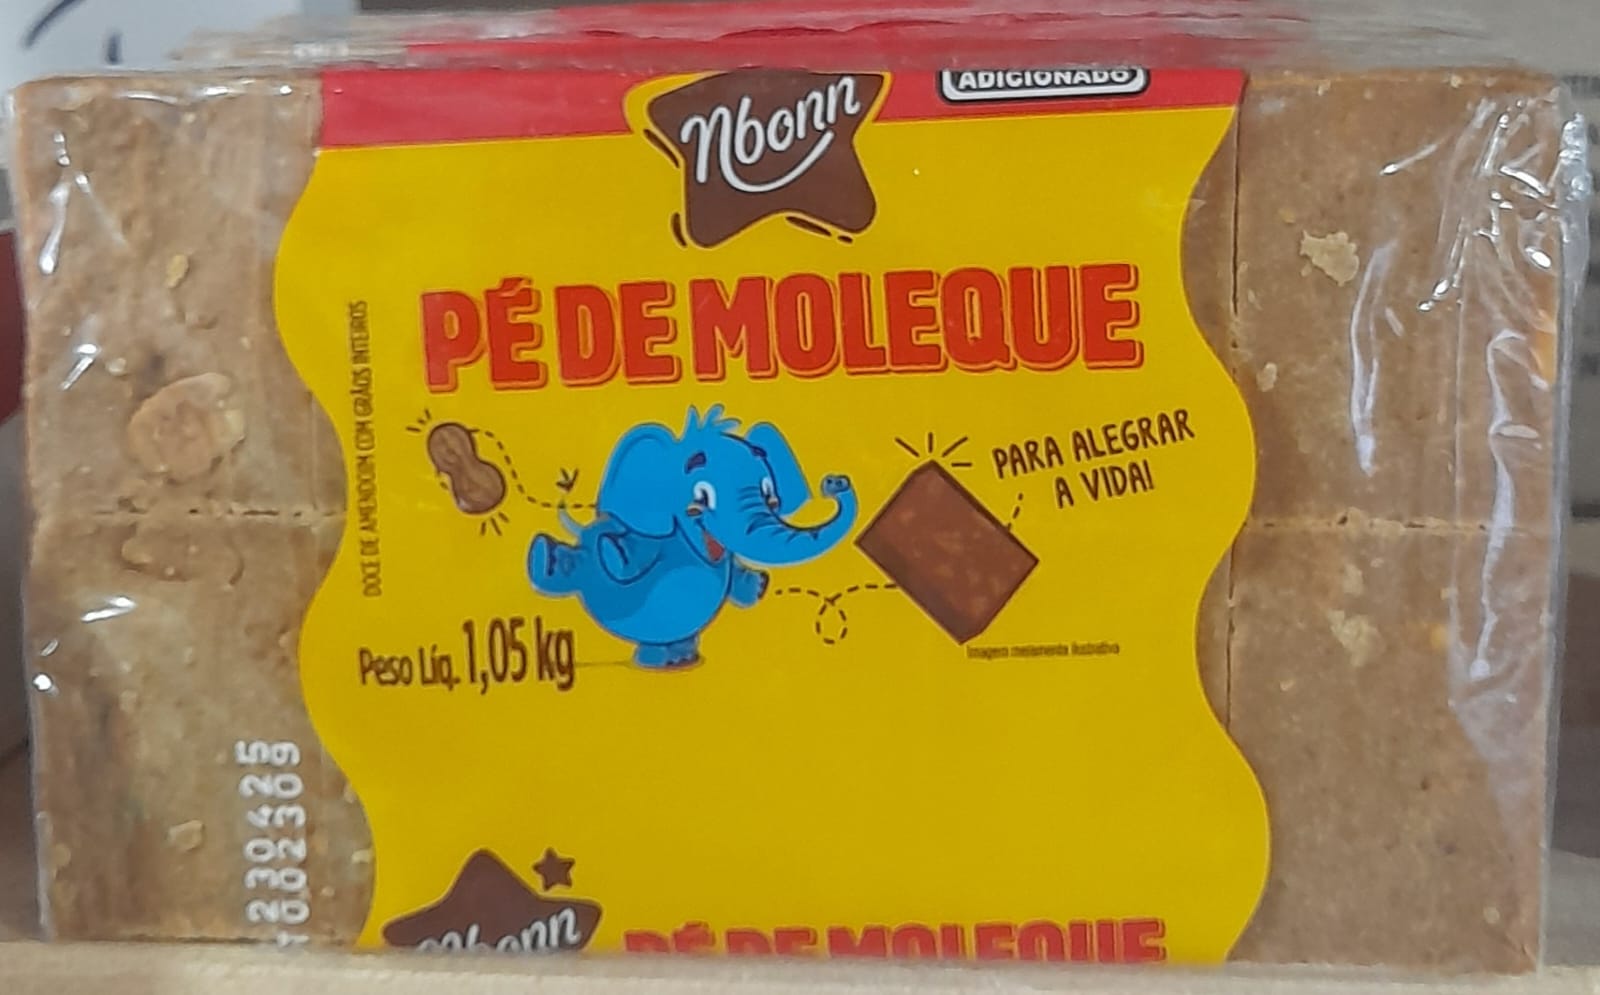 ADICIONADO
Nbonn
PÉ DE MOLEQUE
DOCE DE AMENDOIM COM GRÃOS INTEIROS
PARA ALEGRAR
A VIDA!
Peso Líq. 1,05 kg
Imagem meramente ilustrativa
230425
002309
Nbonn
PÉ DE MOLEQUE